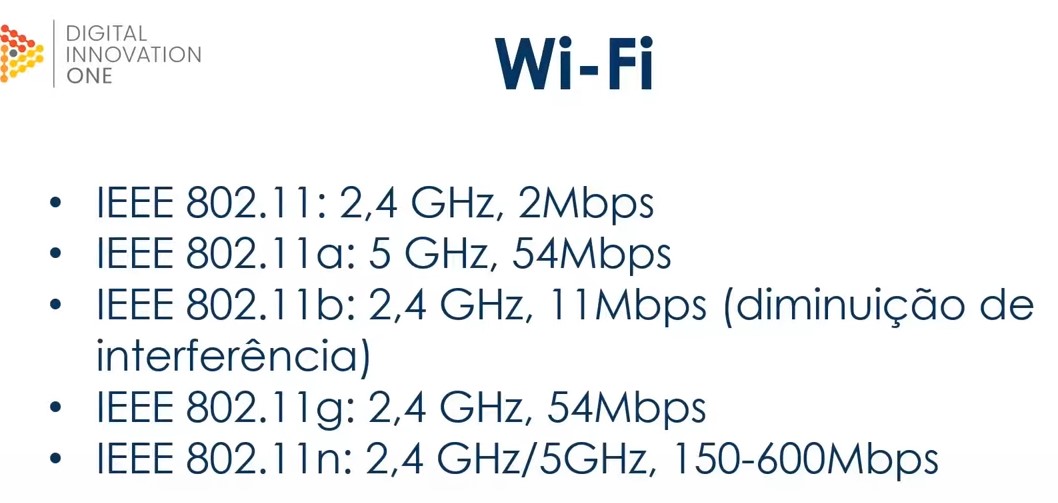 DIGITAL
INNOVATION
ONE
Wi-Fi
• IEEE 802.11: 2,4 GHz, 2Mbps
• IEEE 802.11a: 5 GHz, 54Mbps
• IEEE 802.11b: 2,4 GHz, 11Mbps (diminuição de
interferência)
• IEEE 802.11g: 2,4 GHz, 54Mbps
• IEEE 802.11n: 2,4 GHz/5GHz, 150-600Mbps